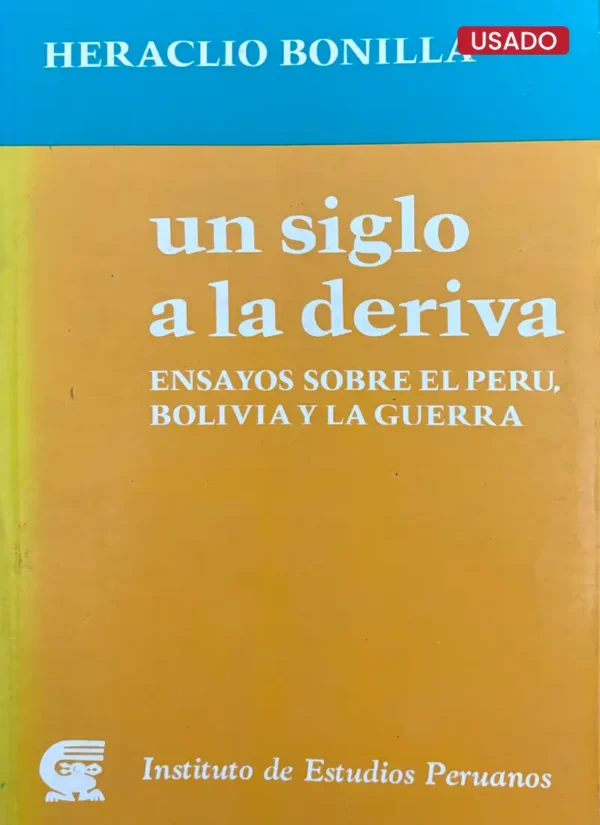 HERACLIO BONILLA
USADO
un siglo
a la deriva
ENSAYOS SOBRE EL PERU,
BOLIVIA Y LA GUERRA
Instituto de Estudios Peruanos